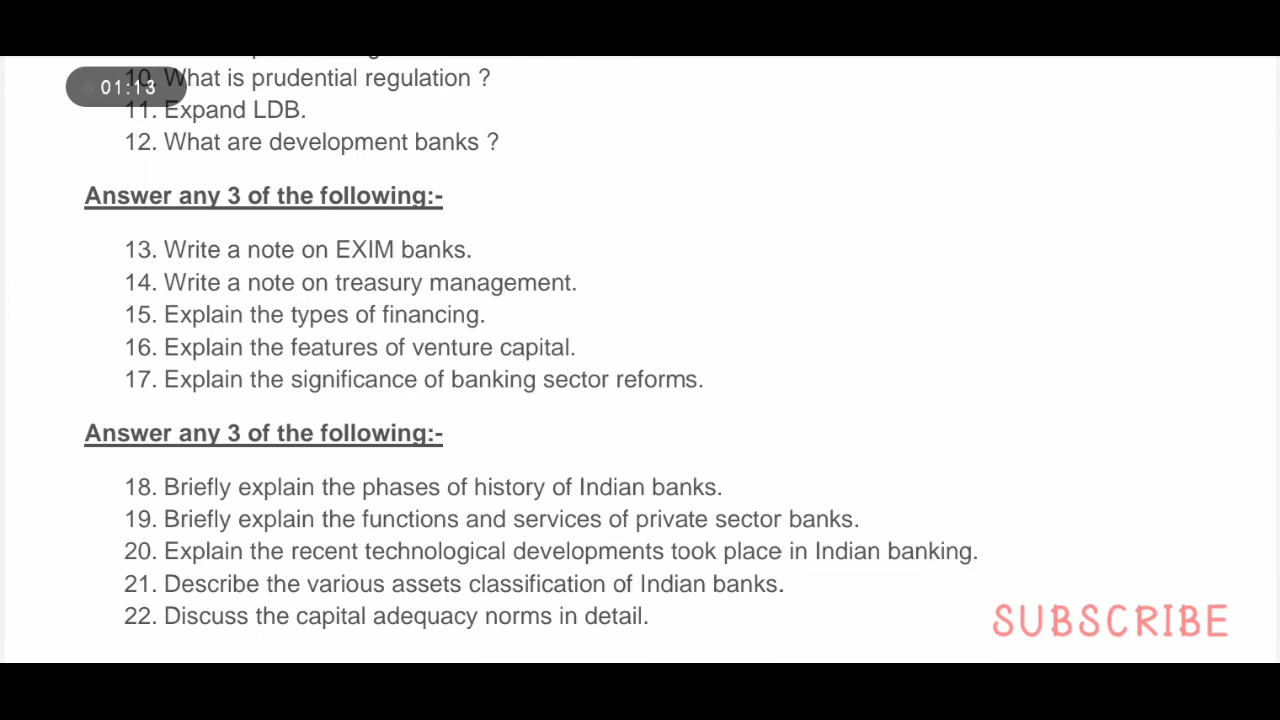 10. What is prudential regulation ?
01:13
11. Expand LDB.
12. What are development banks ?
Answer any 3 of the following:-
13. Write a note on EXIM banks.
14. Write a note on treasury management.
15. Explain the types of financing.
16. Explain the features of venture capital.
17. Explain the significance of banking sector reforms.
Answer any 3 of the following:-
18. Briefly explain the phases of history of Indian banks.
19. Briefly explain the functions and services of private sector banks.
20. Explain the recent technological developments took place in Indian banking.
21. Describe the various assets classification of Indian banks.
22. Discuss the capital adequacy norms in detail.
SUBSCRIBE